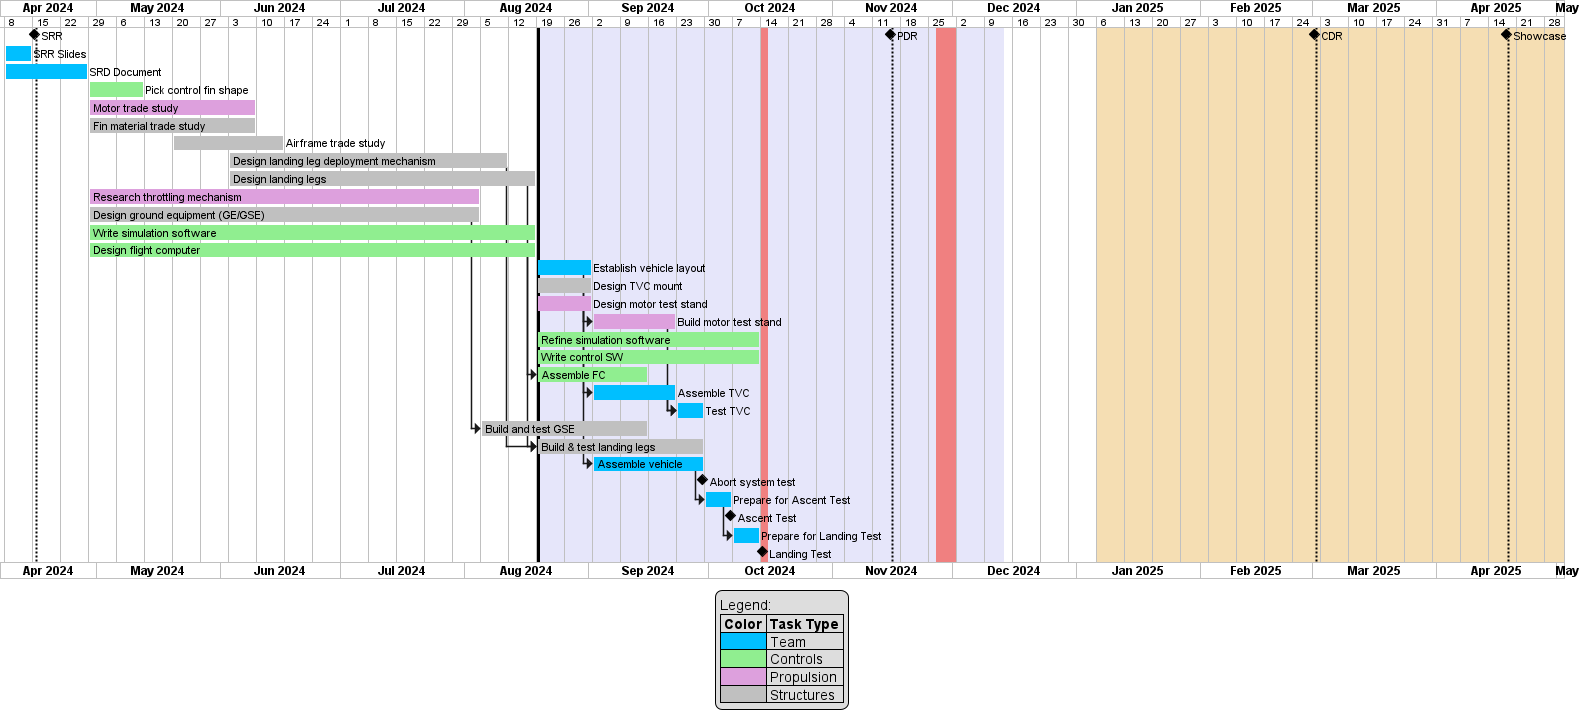 Apr 2024 May 2024 Jun 2024 Jul 2024 Aug 2024 Sep 2024 Oct 2024 Nov 2024 Dec 2024 Jan 2025 Feb 2025 Mar 2025 Apr 2025 May
8 15 22 29 6 13 20 27 3 10 17 24 1 8 15 22 29 5 12 19 26 2 9 16 23 30 7 14 21 28 4 11 18 25 2 9 16 23 30 6 13 20 27 3 10 17 24 3 10 17 24 31 7 14 21 28
SRR PDR CDR Showcase
SRR Slides
SRD Document
Pick control fin shape
Motor trade study
Fin material trade study
Airframe trade study
Design landing leg deployment mechanism
Design landing legs
Research throttling mechanism
Design ground equipment (GE/GSE)
Write simulation software
Design flight computer
Establish vehicle layout
Design TVC mount
Design motor test stand
Build motor test stand
Refine simulation software
Write control SW
Assemble FC
Assemble TVC
Test TVC
Build and test GSE
Build & test landing legs
Assemble vehicle
Abort system test
Prepare for Ascent Test
Ascent Test
Prepare for Landing Test
Landing Test
Apr 2024 May 2024 Jun 2024 Jul 2024 Aug 2024 Sep 2024 Oct 2024 Nov 2024 Dec 2024 Jan 2025 Feb 2025 Mar 2025 Apr 2025 May
Legend:
Color Task Type
Team
Controls
Propulsion
Structures